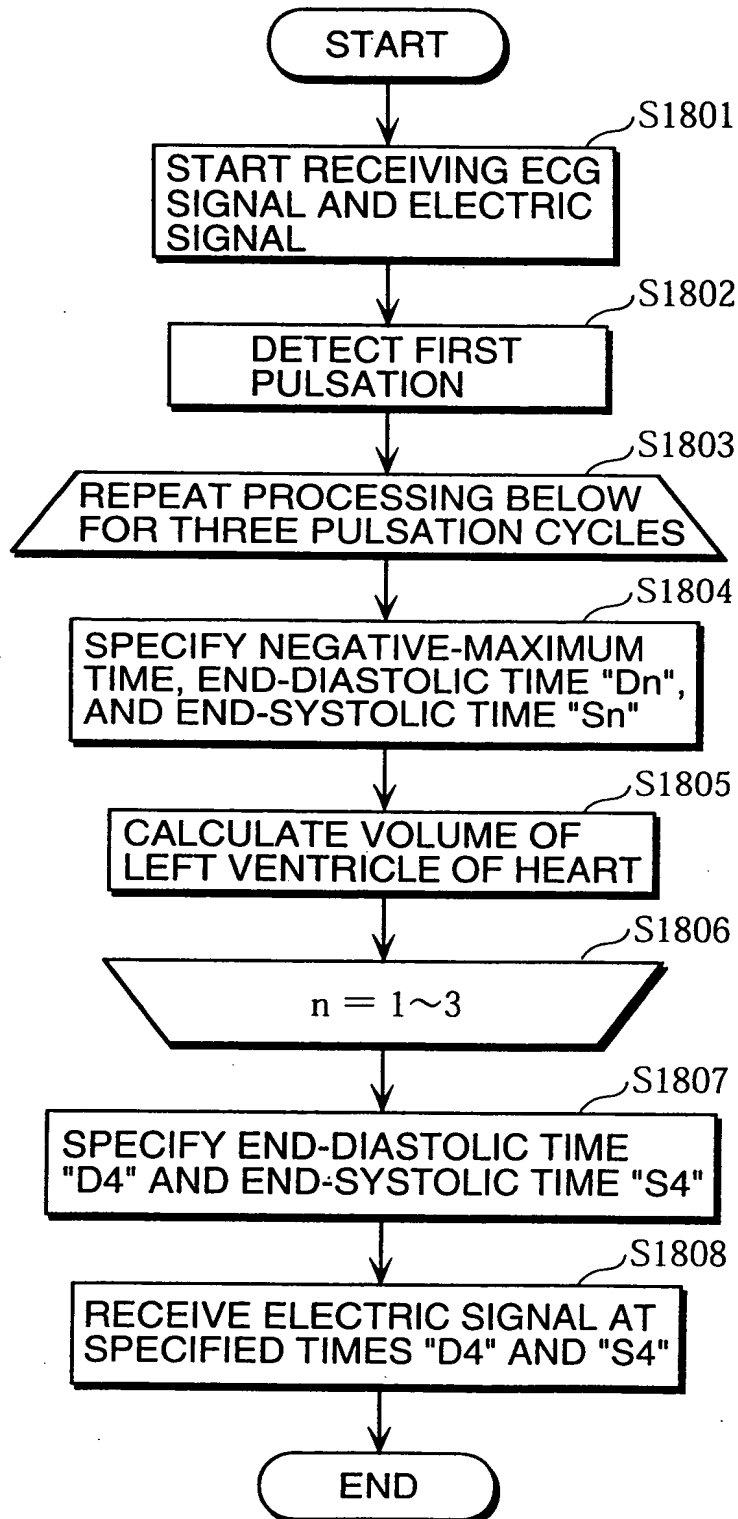 START
S1801
START RECEIVING ECG
SIGNAL AND ELECTRIC
SIGNAL
S1802
DETECT FIRST
PULSATION
S1803
REPEAT PROCESSING BELOW
FOR THREE PULSATION CYCLES
S1804
SPECIFY NEGATIVE-MAXIMUM
TIME, END-DIASTOLIC TIME "Dn",
AND END-SYSTOLIC TIME "Sn"
S1805
CALCULATE VOLUME OF
LEFT VENTRICLE OF HEART
S1806
n = 1~3
S1807
SPECIFY END-DIASTOLIC TIME
"D4" AND END-SYSTOLIC TIME "S4"
S1808
RECEIVE ELECTRIC SIGNAL AT
SPECIFIED TIMES "D4" AND "S4"
END